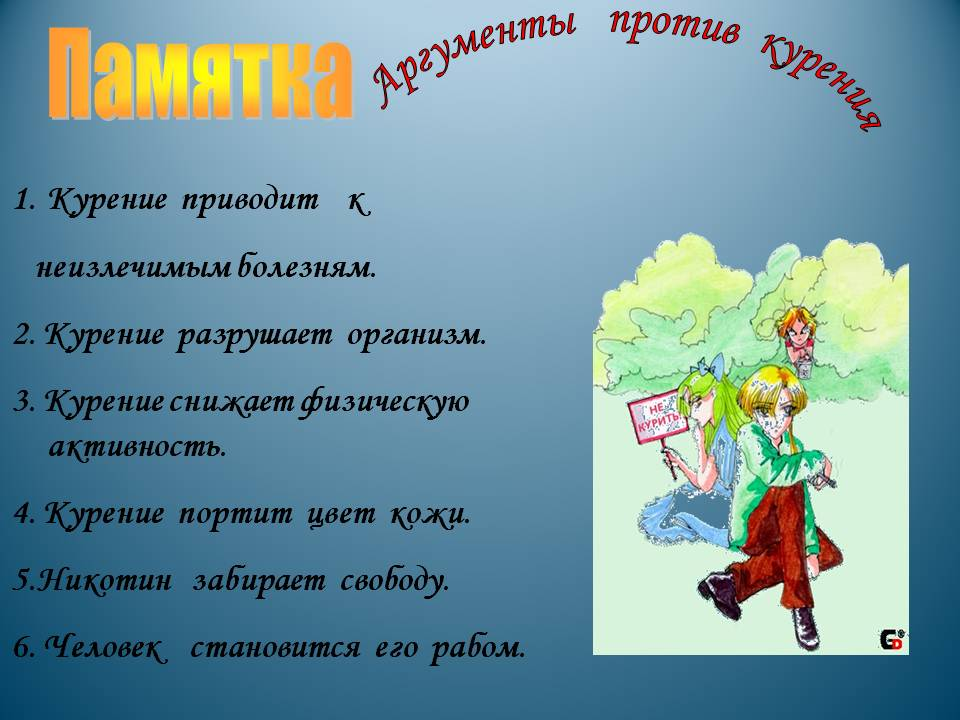 Памятка
Аргументы против курения
1. Курение приводит к
неизлечимым болезням.
2. Курение разрушает организм.
3. Курение снижает физическую
активность.
4. Курение портит цвет кожи.
5.Никотин забирает свободу.
6. Человек становится его рабом.
НЕ
КУРИТЬ